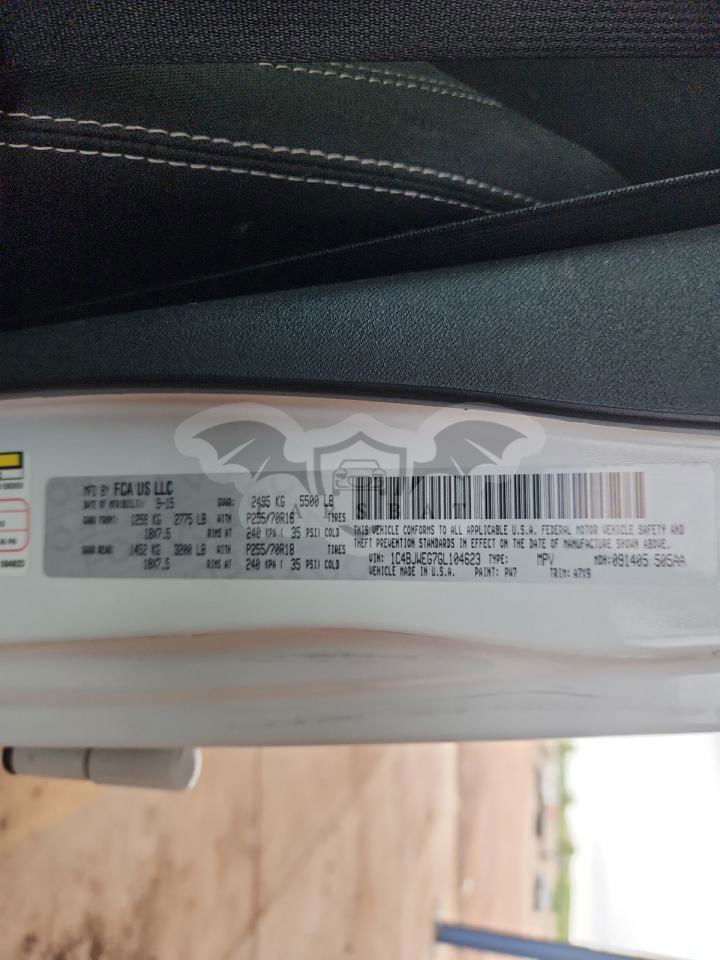 MFD BY FCA US LLC
DATE OF MFR(BUILT): 9-15 GVWR: 2495 KG 5500 LB
GAWR FRONT: 1259 KG 2775 LB WITH P255/70R18 TIRES
18X7.5 RIMS AT 240 KPA ( 35 PSI) COLD
GAWR REAR: 1452 KG 3200 LB WITH P255/70R18 TIRES
18X7.5 RIMS AT 240 KPA ( 35 PSI) COLD
THIS VEHICLE CONFORMS TO ALL APPLICABLE U.S.A. FEDERAL MOTOR VEHICLE SAFETY AND
THEFT PREVENTION STANDARDS IN EFFECT ON THE DATE OF MANUFACTURE SHOWN ABOVE.
VIN: 1C4BJWEG7GL104623 TYPE: MPV MDH: 091405 505AA
VEHICLE MADE IN U.S.A. PAINT: PW7 TRIM: A7X9
CARSBAT